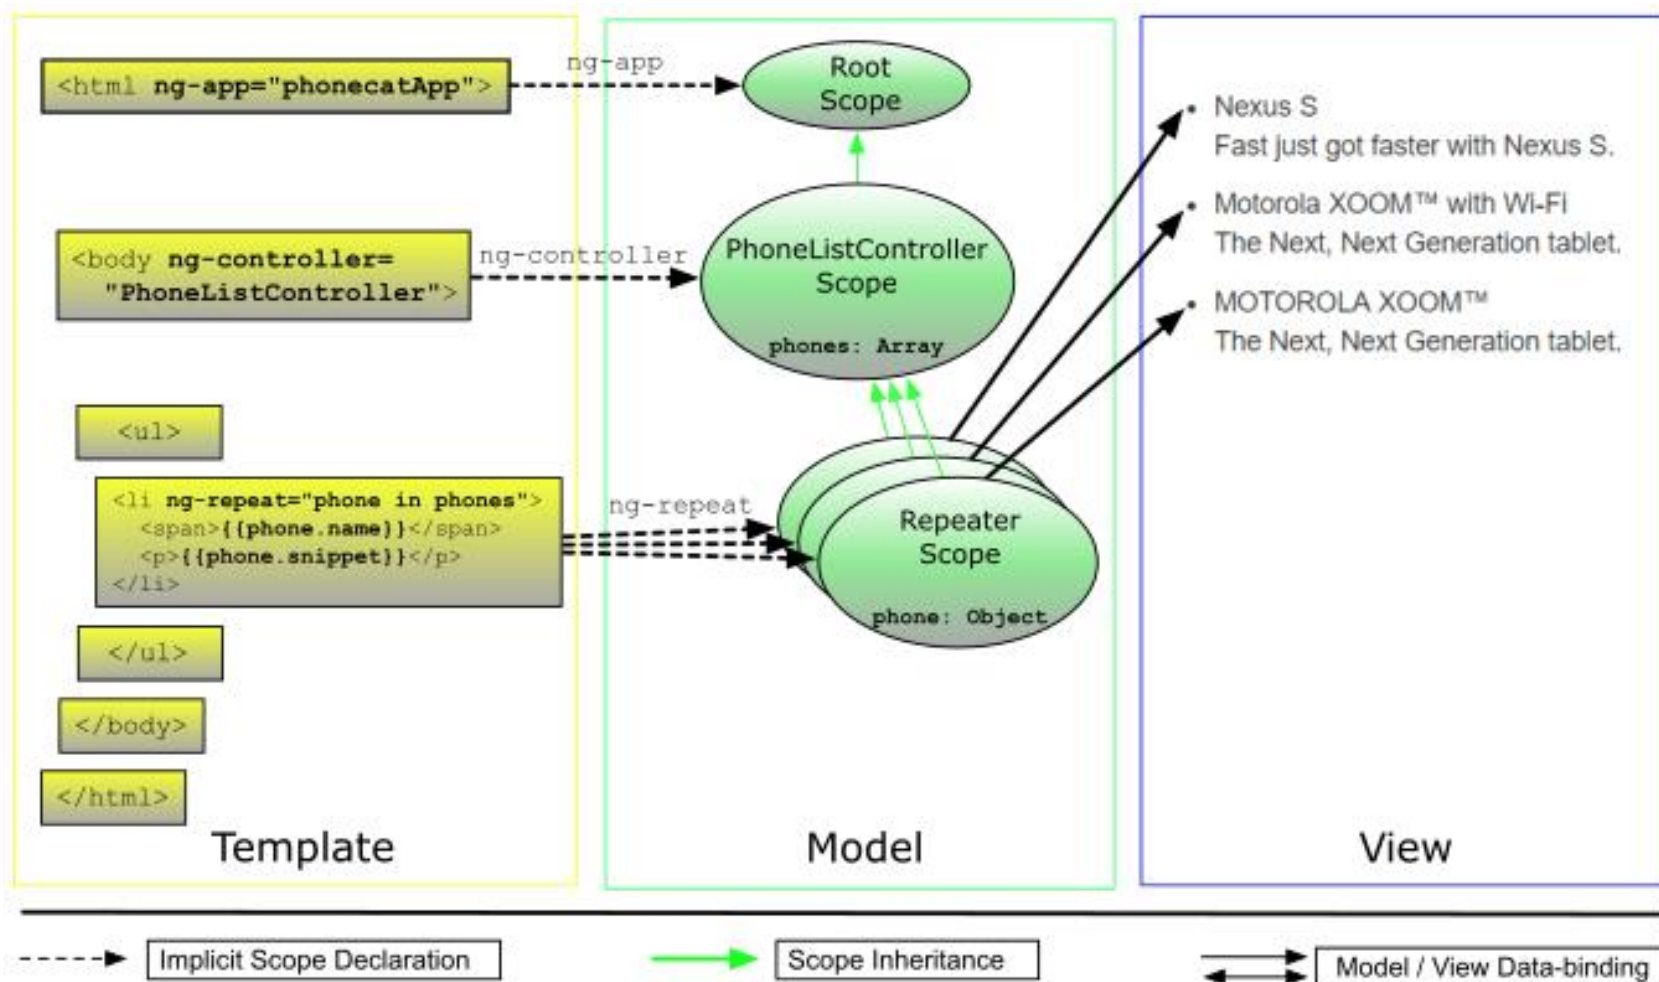 <html ng-app="phonecatApp">
ng-app
Root
Scope
<body ng-controller=
"PhoneListController">
ng-controller
PhoneListController
Scope
phones: Array
<ul>
<li ng-repeat="phone in phones">
<span>{{phone.name}}</span>
<p>{{phone.snippet}}</p>
</li>
ng-repeat
Repeater
Scope
phone: Object
</ul>
</body>
</html>
Template
Model
• Nexus S
Fast just got faster with Nexus S.
• Motorola XOOM™ with Wi-Fi
The Next, Next Generation tablet.
• MOTOROLA XOOM™
The Next, Next Generation tablet.
View
Implicit Scope Declaration
Scope Inheritance
Model / View Data-binding